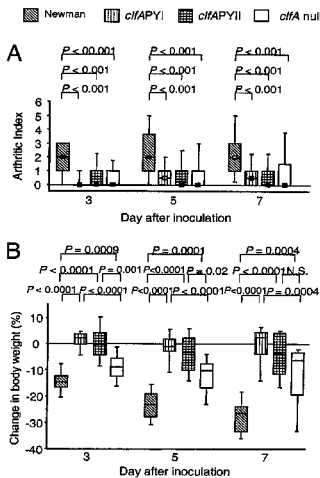 Newman clfAPYI clfAPYII clfA null
A
P < 00.001 P < 0.001 P < 0.001
P < 0.001 P < 0.001 P < 0.001
P < 0.001 P < 0.001 P < 0.001
Arthritic Index
6
5
4
3
2
1
0
3 5 7
Day after inoculation
B
P = 0.0009 P = 0.0001 P = 0.0004
P < 0.0001 P = 0.001 P <0.0001 P = 0.02 P < 0.0001 N.S.
P < 0.0001 P < 0.0001 P<0.0001 P < 0.0001 P <0.0001 P = 0.0004
Change in body weight (%)
10
0
-10
-20
-30
-40
3 5 7
Day after inoculation